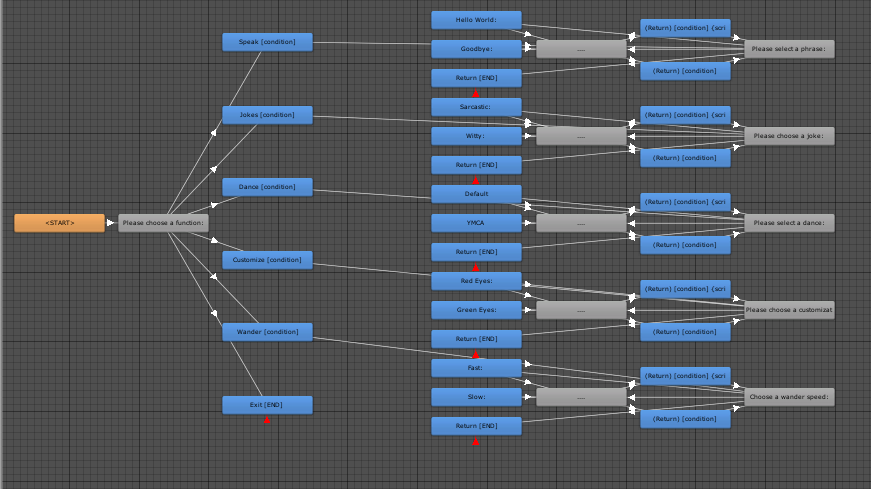 <START>
Please choose a function:
Speak [condition]
Jokes [condition]
Dance [condition]
Customize [condition]
Wander [condition]
Exit [END]
Hello World:
Goodbye:
Return [END]
....
(Return) [condition] {scri
(Return) [condition]
Please select a phrase:
Sarcastic:
Witty:
Return [END]
....
(Return) [condition] {scri
(Return) [condition]
Please choose a joke:
Default
YMCA
Return [END]
....
(Return) [condition] {scri
(Return) [condition]
Please select a dance:
Red Eyes:
Green Eyes:
Return [END]
....
(Return) [condition] {scri
(Return) [condition]
Please choose a customizat
Fast:
Slow:
Return [END]
....
(Return) [condition] {scri
(Return) [condition]
Choose a wander speed: